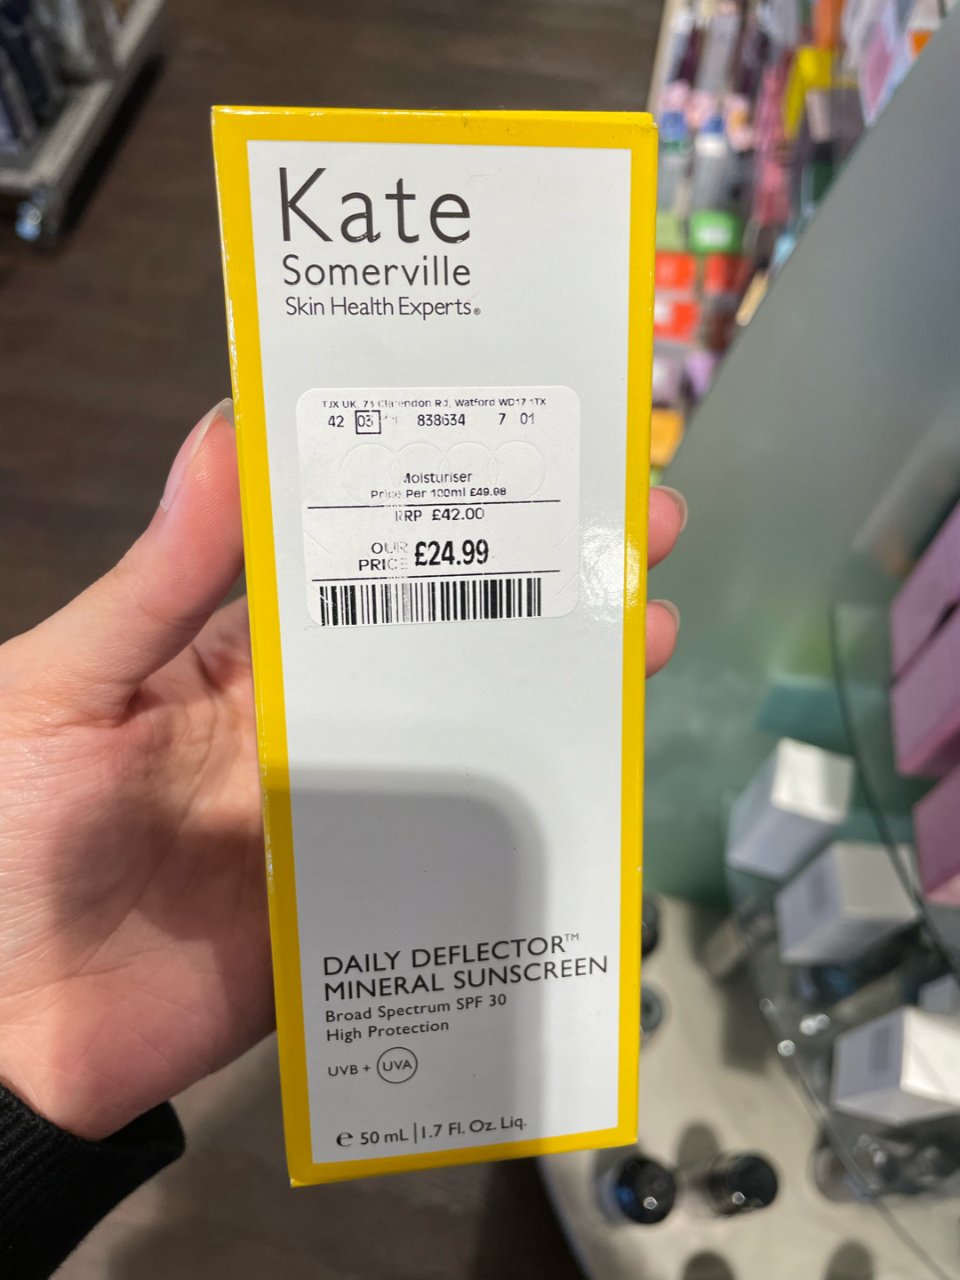 Kate
Somerville
Skin Health Experts®
TJX UK, 73 Clarendon Rd, Watford WD17 1TX
42 03 838634 7 01
Moisturiser
Price Per 100ml £49.98
RRP £42.00
OUR
PRICE £24.99
DAILY DEFLECTOR™
MINERAL SUNSCREEN
Broad Spectrum SPF 30
High Protection
UVB + UVA
e 50 mL | 1.7 Fl. Oz. Liq.